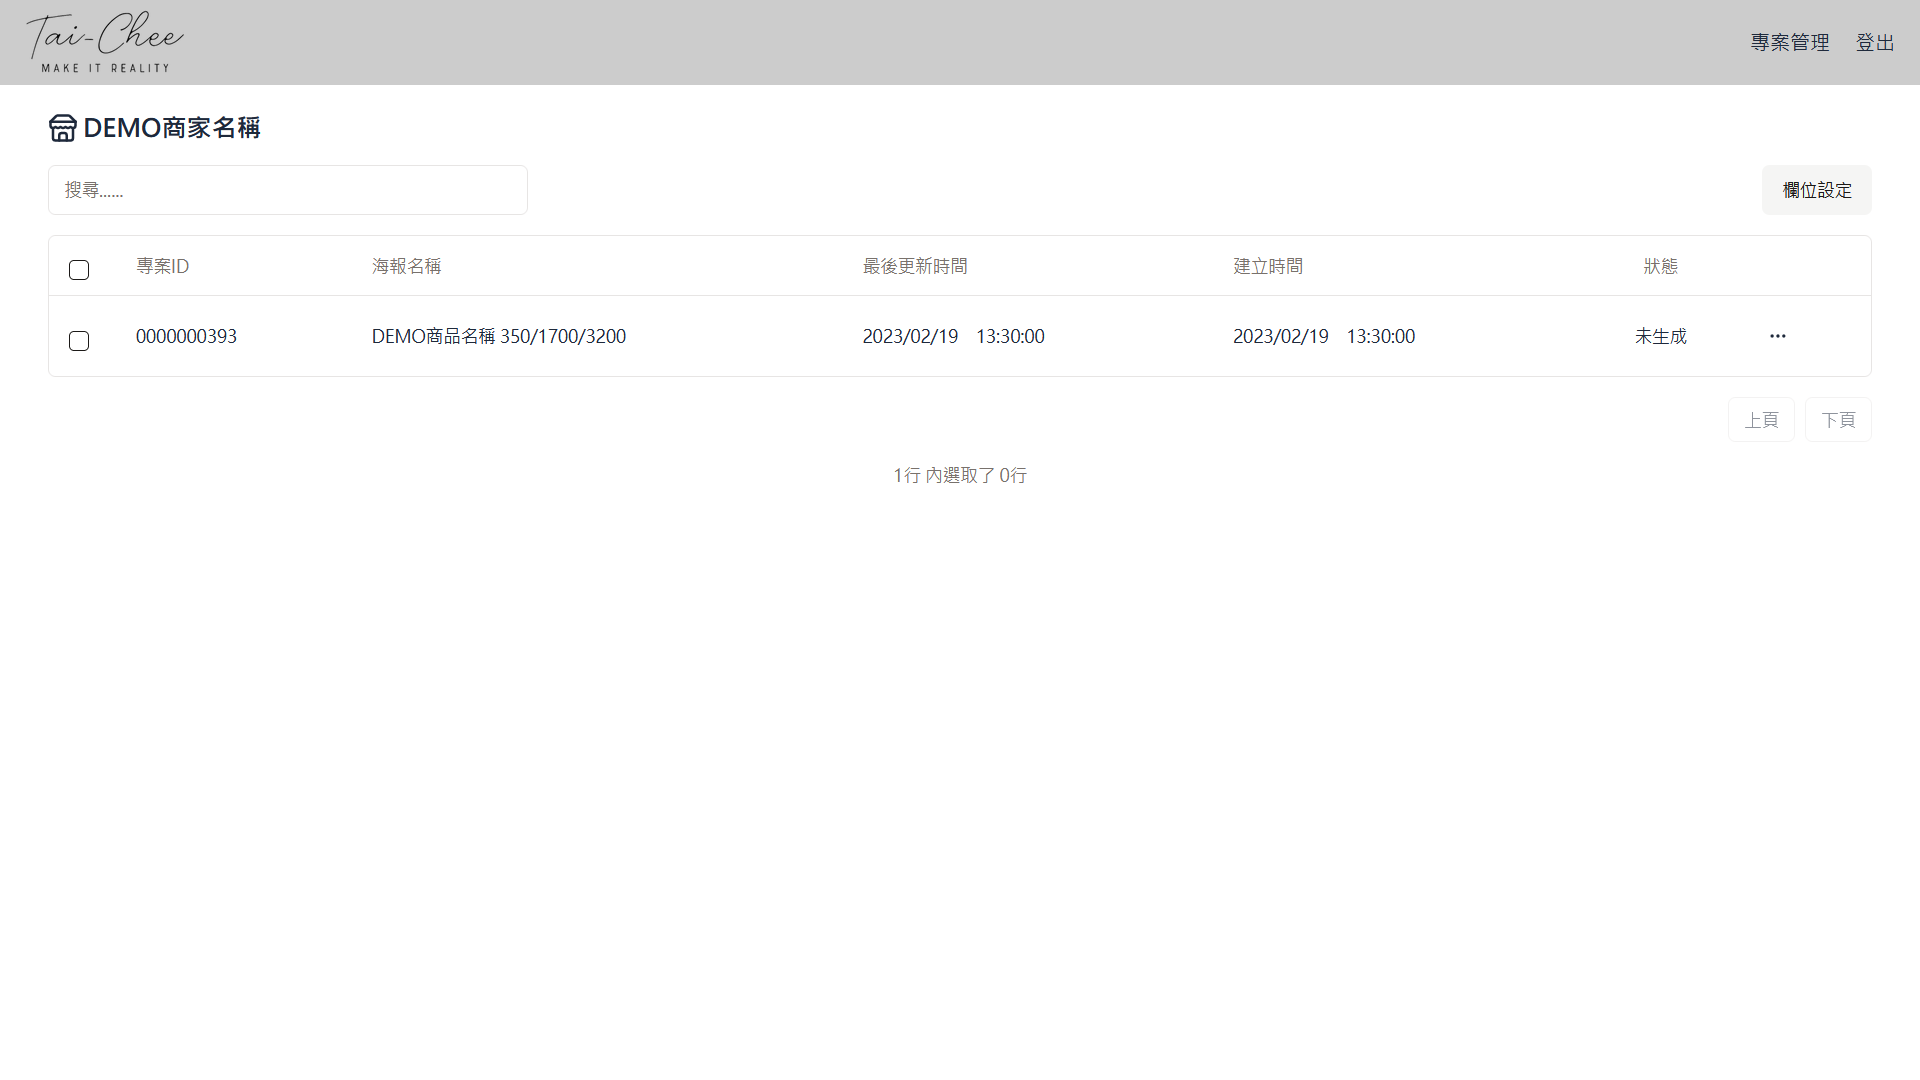 Tai-Chee
MAKE IT REALITY
專案管理 登出
DEMO商家名稱
搜尋......
欄位設定
專案ID 海報名稱 最後更新時間 建立時間 狀態
0000000393 DEMO商品名稱 350/1700/3200 2023/02/19 13:30:00 2023/02/19 13:30:00 未生成 ···
上頁 下頁
1行 內選取了 0行